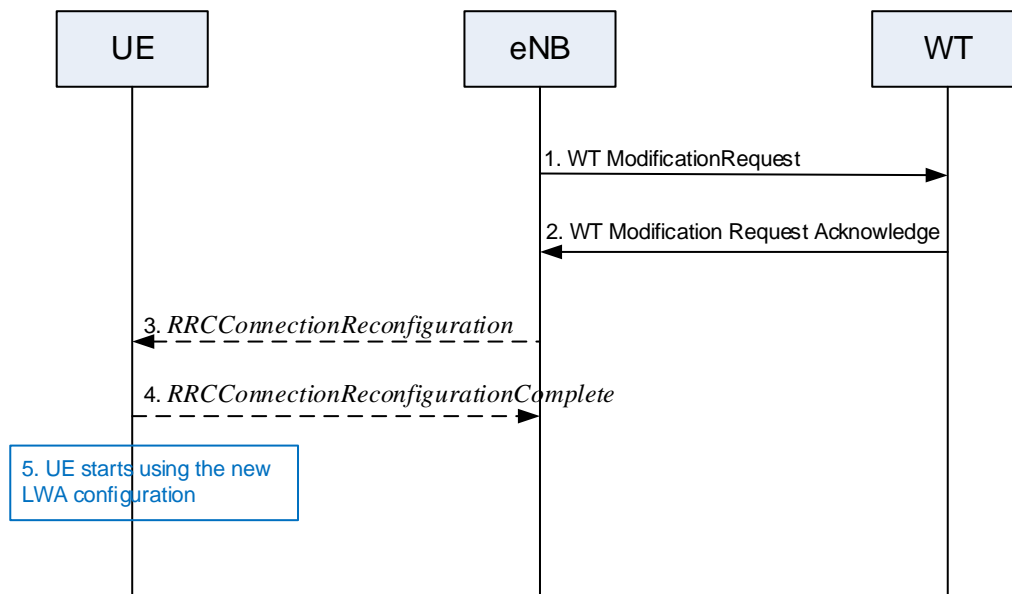 UE
eNB
WT
1. WT ModificationRequest
2. WT Modification Request Acknowledge
3. RRCConnectionReconfiguration
4. RRCConnectionReconfigurationComplete
5. UE starts using the new
LWA configuration